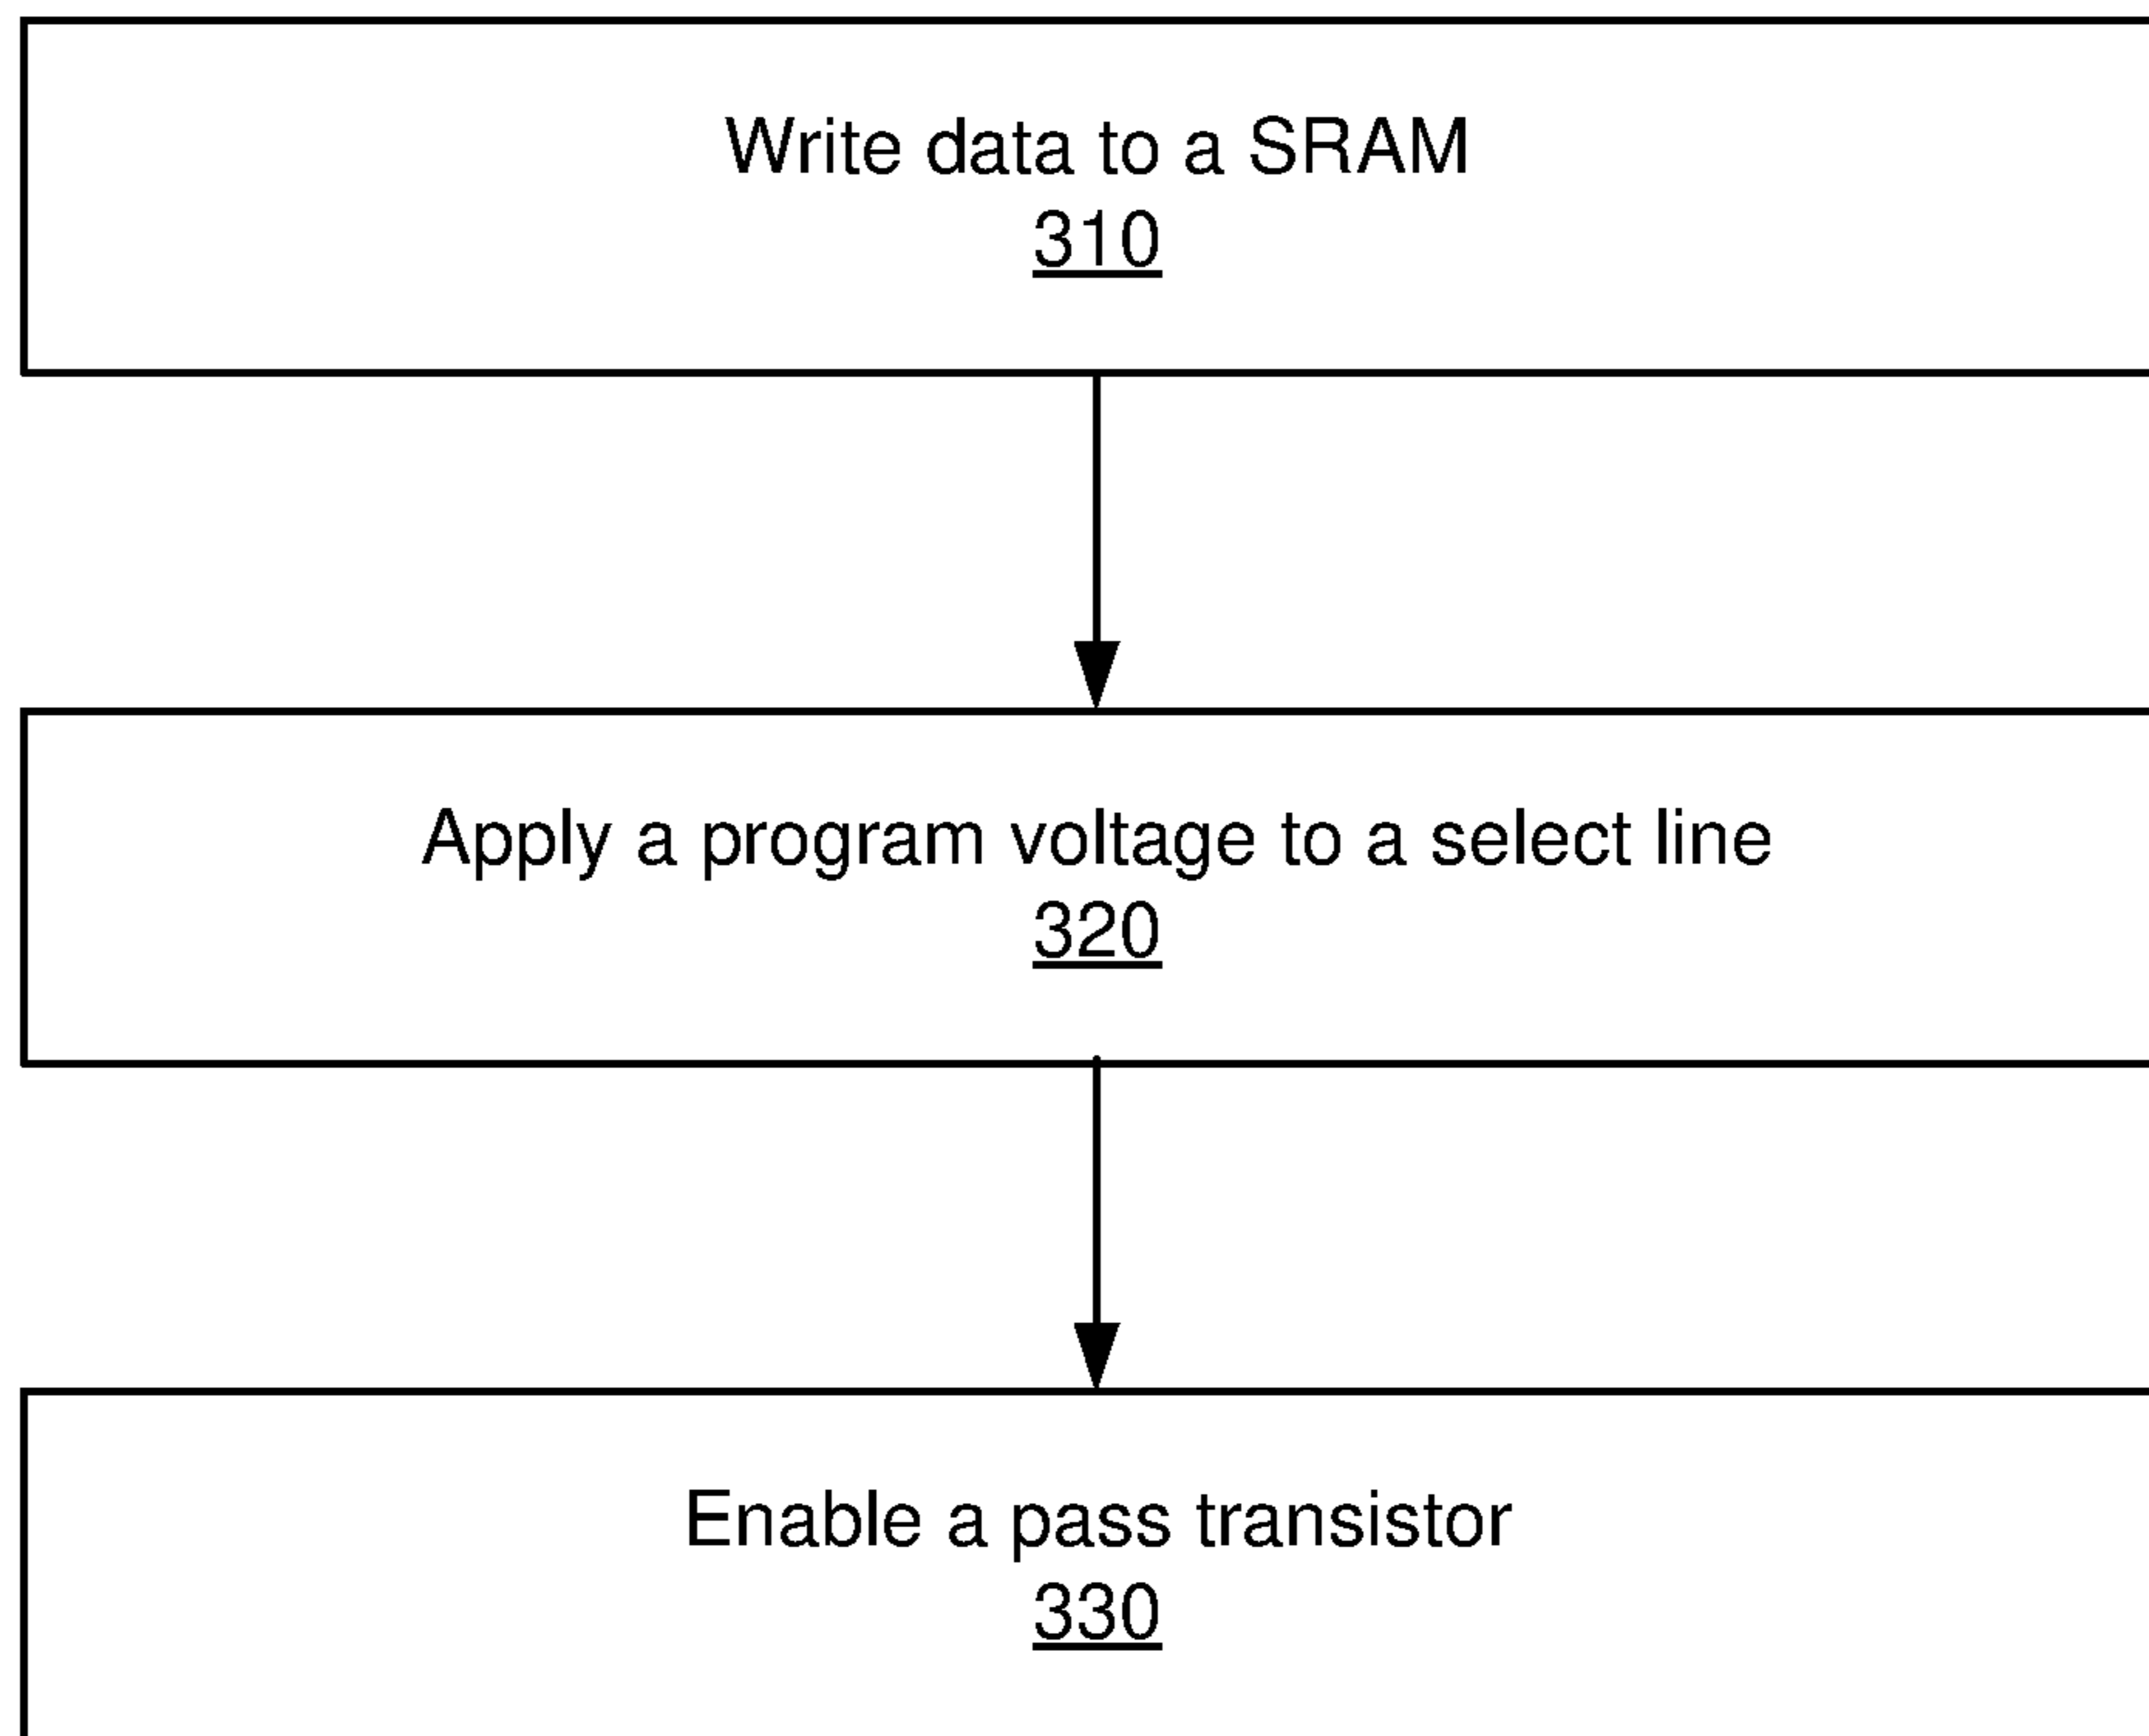 Write data to a SRAM
310
Apply a program voltage to a select line
320
Enable a pass transistor
330